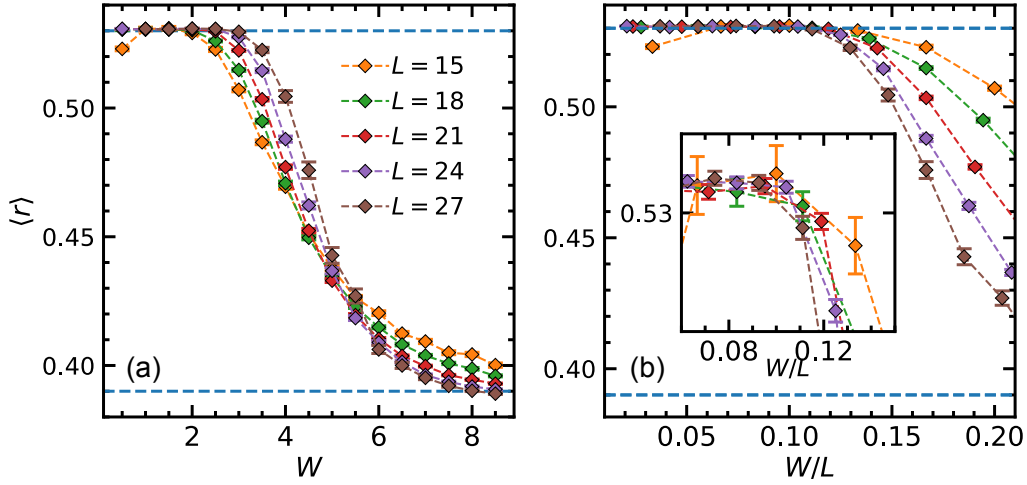 0.50
0.45
0.40
⟨r⟩
2
4
6
8
W
(a)
L = 15
L = 18
L = 21
L = 24
L = 27
0.50
0.45
0.40
0.05
0.10
0.15
0.20
W/L
(b)
0.53
0.08
0.12
W/L